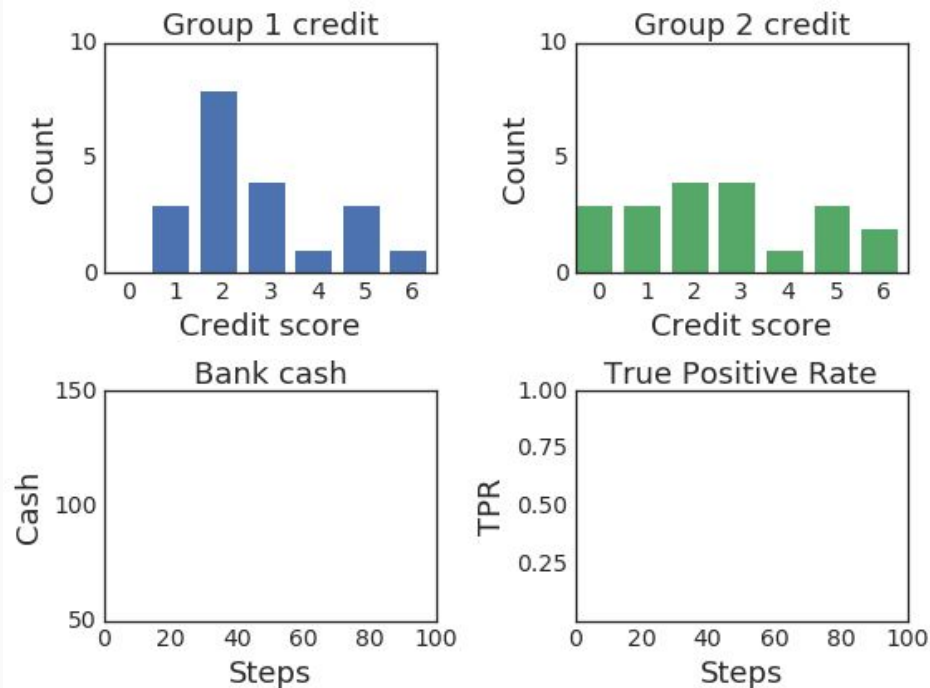 Group 1 credit
10
5
0
Count
0 1 2 3 4 5 6
Credit score
Group 2 credit
10
5
0
Count
0 1 2 3 4 5 6
Credit score
Bank cash
150
100
50
Cash
0 20 40 60 80 100
Steps
True Positive Rate
1.00
0.75
0.50
0.25
TPR
0 20 40 60 80 100
Steps